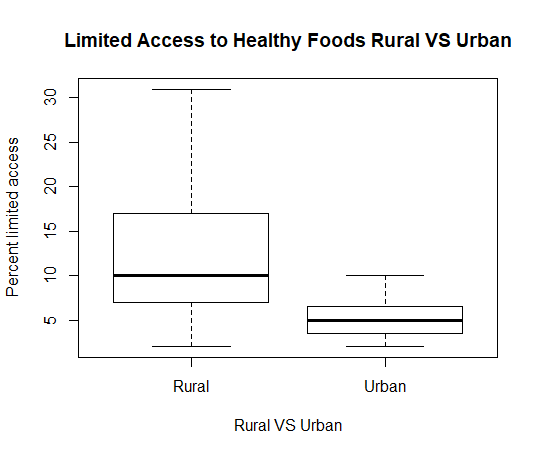 Limited Access to Healthy Foods Rural VS Urban
Percent limited access
30
25
20
15
10
5
Rural
Urban
Rural VS Urban